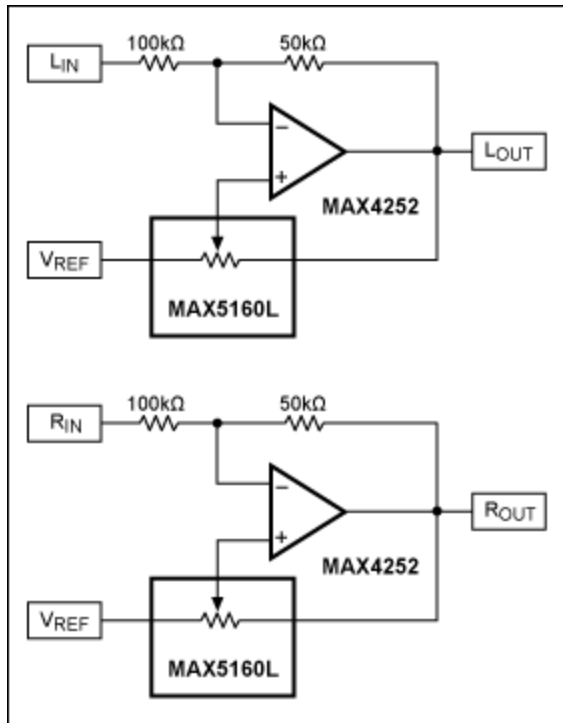 100kΩ 50kΩ
LIN
LOUT
MAX4252
VREF
MAX5160L
100kΩ 50kΩ
RIN
ROUT
MAX4252
VREF
MAX5160L